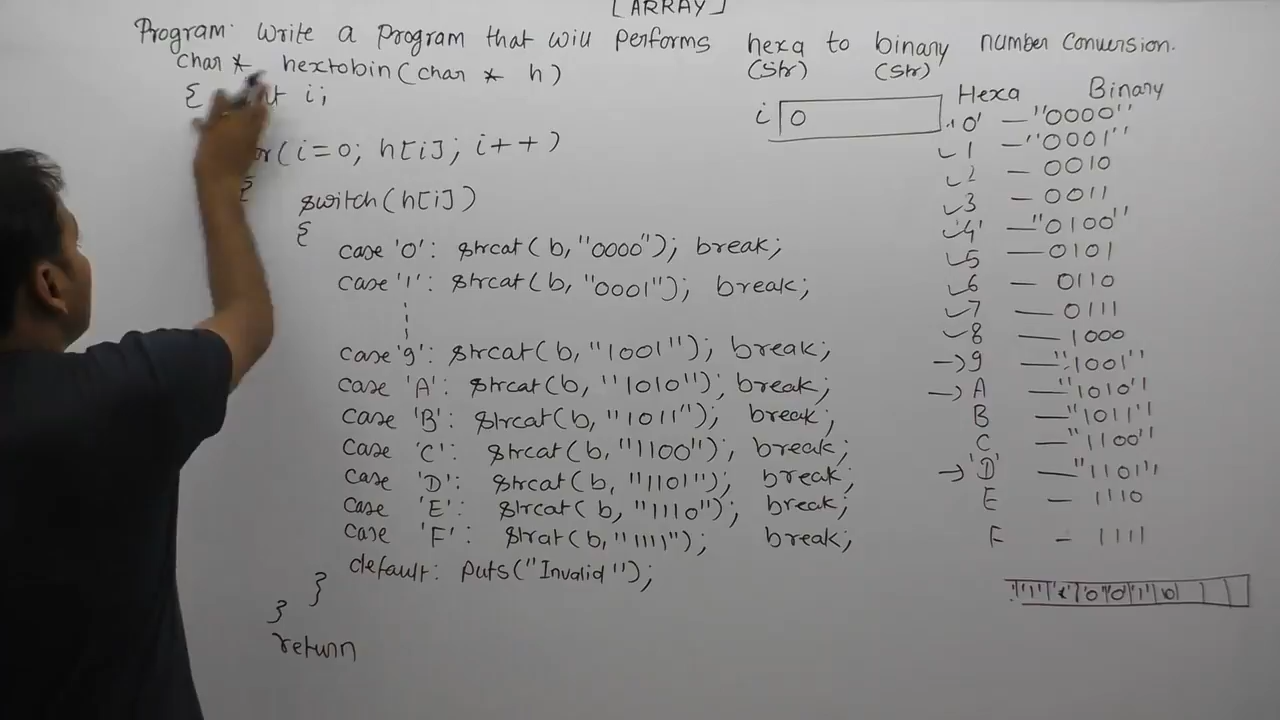 [ARRAY]
Program: Write a program that will performs hexa to binary number conversion.
(Str) (Str)
char * hextobin(char * h)
{ i;
(i=0; h[i]; i++)
{
switch(h[i])
{
case '0': strcat(b,"0000"); break;
case '1': strcat(b,"0001"); break;
case '9': strcat(b,"1001"); break;
case 'A': strcat(b,"1010"); break;
case 'B': strcat(b,"1011"); break;
case 'C': strcat(b,"1100"); break;
case 'D': strcat(b,"1101"); break;
case 'E': strcat(b,"1110"); break;
case 'F': strat(b,"1111"); break;
default: puts("Invalid");
}
}
return
i 0
Hexa Binary
'0' — "0000"
1 — "0001"
2 — 0010
3 — 0011
'4' — "0100"
5 — 0101
6 — 0110
7 — 0111
8 — 1000
→ 9 — "1001"
→ A — "1010"
B — "1011"
C — "1100"
→ 'D' — "1101"
E — 1110
F — 1111